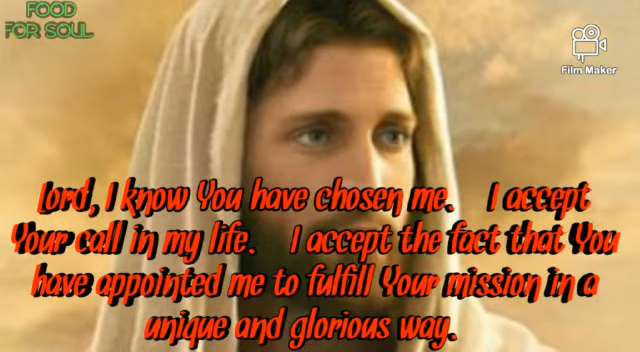 FOOD
FOR SOUL
Film Maker
Lord, I know You have chosen me. I accept
Your call in my life. I accept the fact that You
have appointed me to fulfill Your mission in a
unique and glorious way.